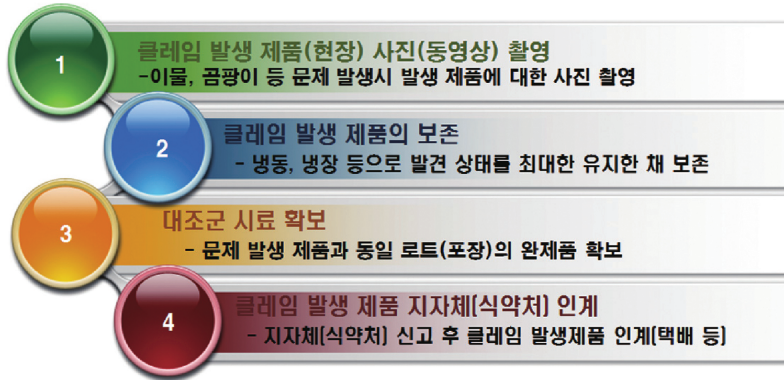 1
클레임 발생 제품(현장) 사진(동영상) 촬영
-이물, 곰팡이 등 문제 발생시 발생 제품에 대한 사진 촬영
2
클레임 발생 제품의 보존
- 냉동, 냉장 등으로 발견 상태를 최대한 유지한 채 보존
3
대조군 시료 확보
- 문제 발생 제품과 동일 로트(포장)의 완제품 확보
4
클레임 발생 제품 지자체(식약처) 인계
- 지자체(식약처) 신고 후 클레임 발생제품 인계(택배 등)